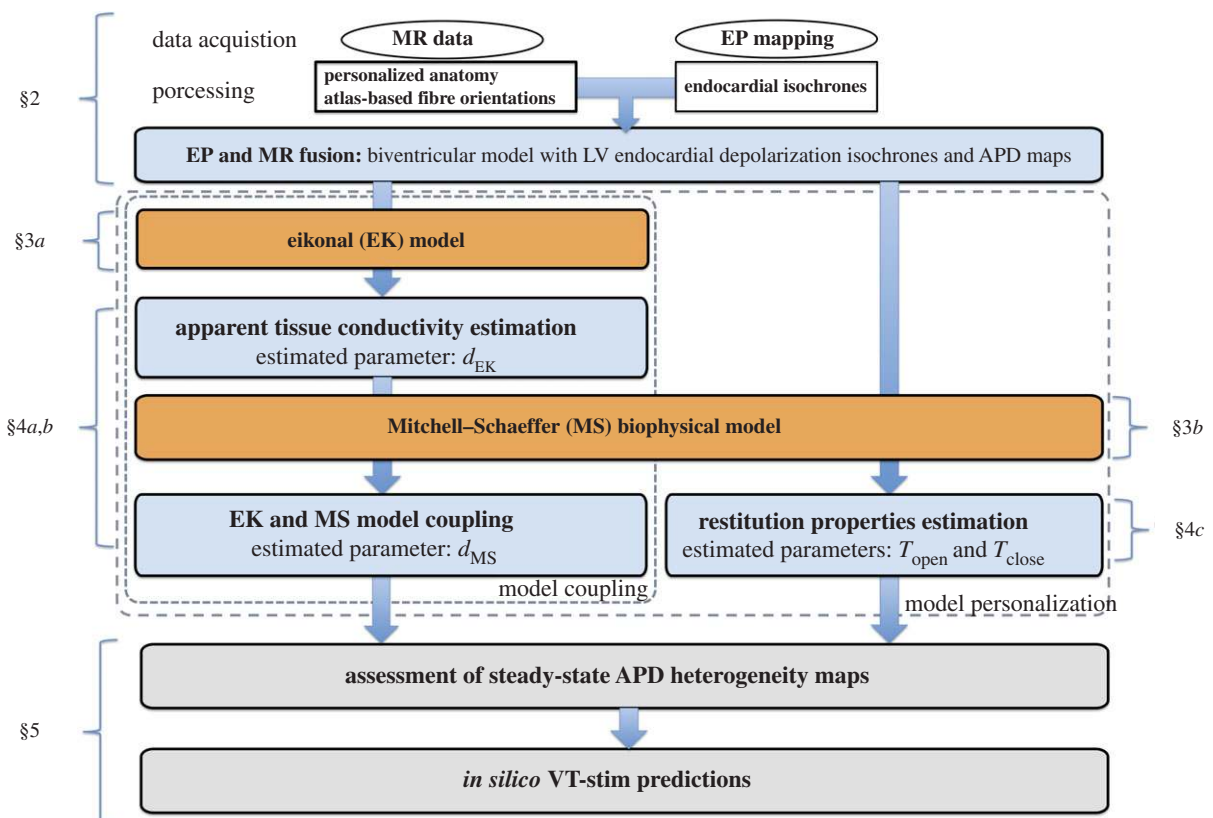 data acquistion
MR data
EP mapping
§2
porcessing
personalized anatomy
atlas-based fibre orientations
endocardial isochrones
EP and MR fusion: biventricular model with LV endocardial depolarization isochrones and APD maps
§3a
eikonal (EK) model
apparent tissue conductivity estimation
estimated parameter: d_EK
§4a,b
Mitchell–Schaeffer (MS) biophysical model
§3b
EK and MS model coupling
estimated parameter: d_MS
restitution properties estimation
estimated parameters: T_open and T_close
§4c
model coupling
model personalization
assessment of steady-state APD heterogeneity maps
§5
in silico VT-stim predictions